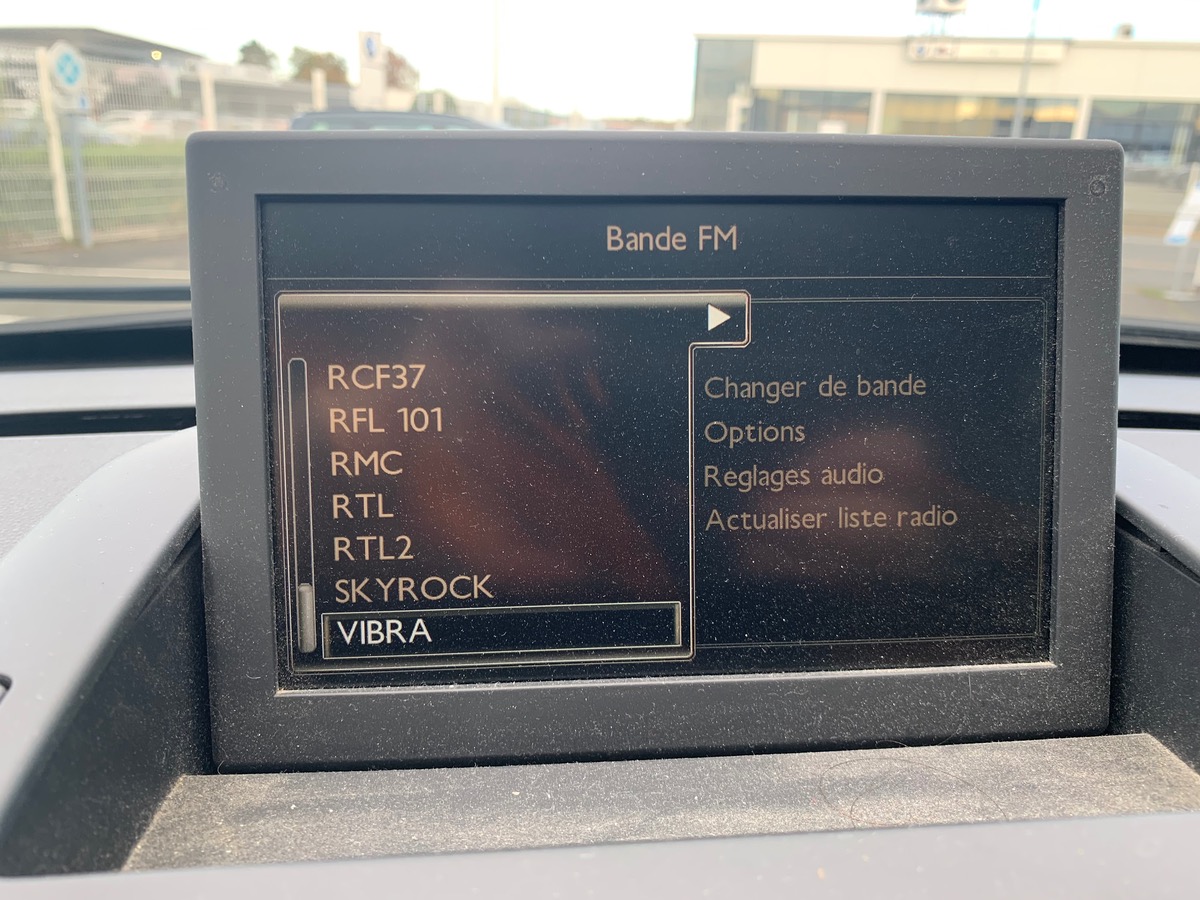 Bande FM
RCF37
RFL 101
RMC
RTL
RTL2
SKYROCK
VIBRA
Changer de bande
Options
Reglages audio
Actualiser liste radio